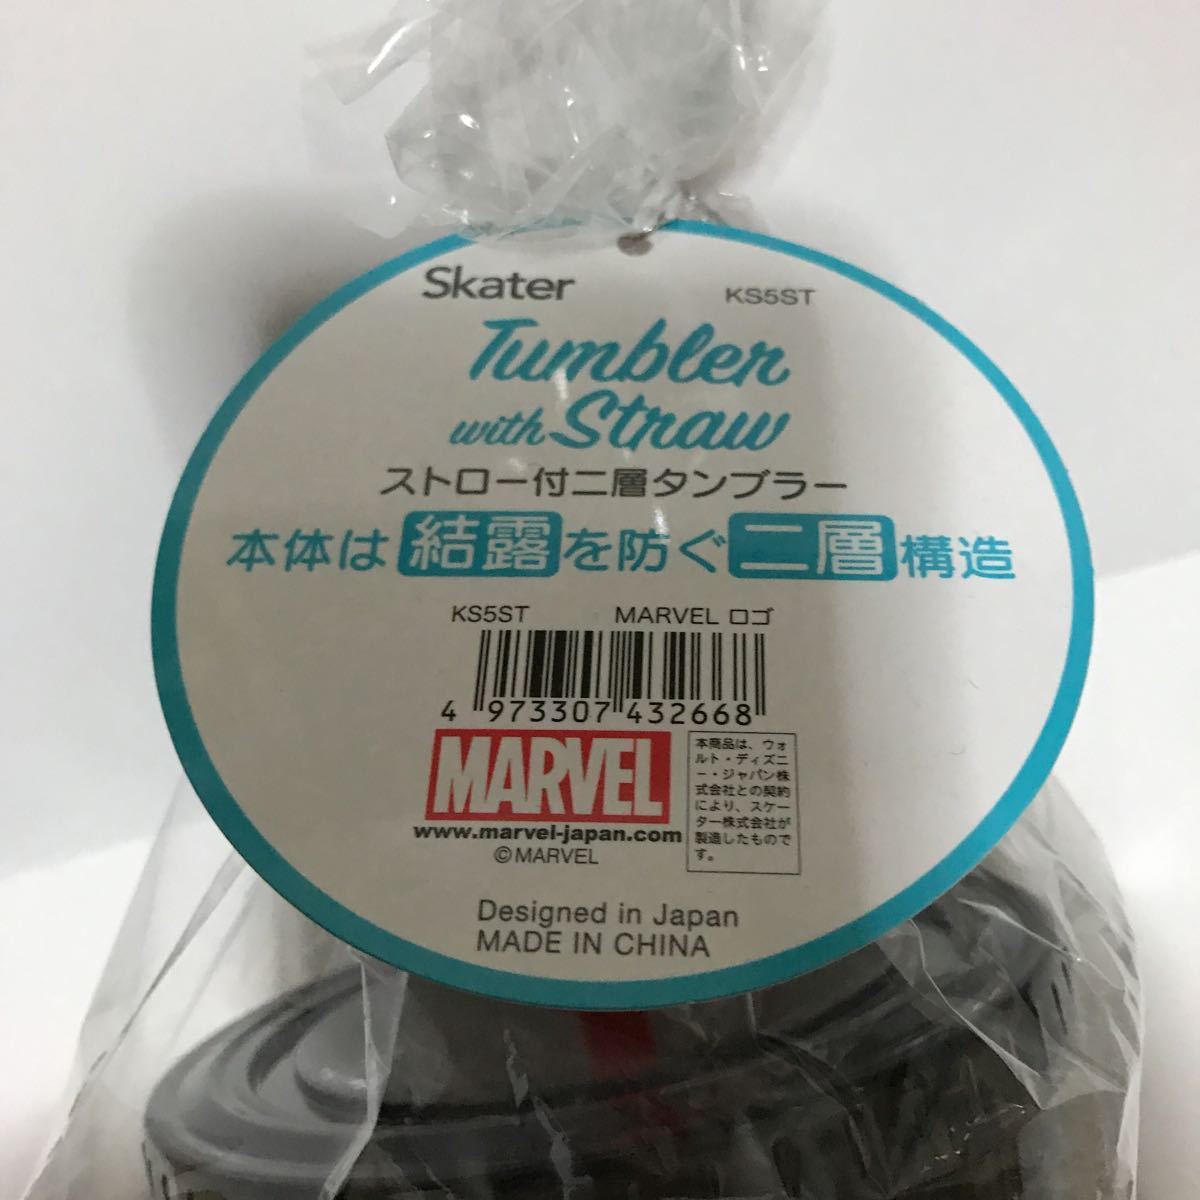 Skater
KS5ST
Tumbler
with Straw
ストロー付二層タンブラー
本体は結露を防ぐ二層構造
KS5ST MARVEL ロゴ
4 973307 432668
MARVEL
www.marvel-japan.com
©MARVEL
本商品は、ウォ
ルト・ディズニ
ー・ジャパン株
式会社との契約
により、スケー
ター株式会社が
製造したもので
す。
Designed in Japan
MADE IN CHINA